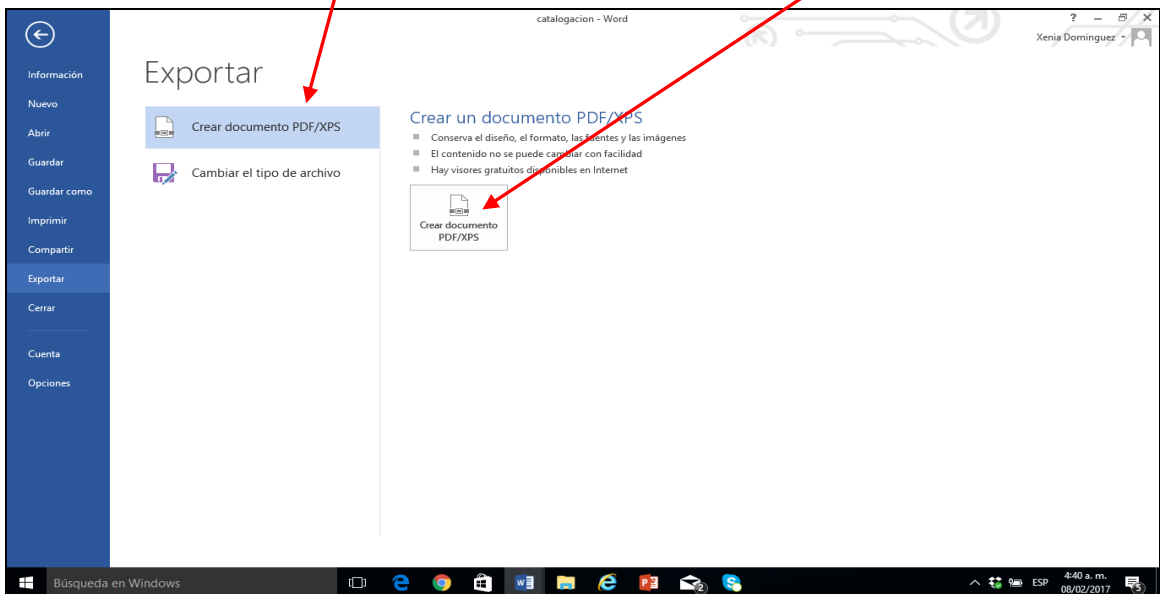 catalogacion - Word
?
Xenia Dominguez
Información
Nuevo
Abrir
Guardar
Guardar como
Imprimir
Compartir
Exportar
Cerrar
Cuenta
Opciones
Exportar
Crear documento PDF/XPS
Cambiar el tipo de archivo
Crear un documento PDF/XPS
Conserva el diseño, el formato, las fuentes y las imágenes
El contenido no se puede cambiar con facilidad
Hay visores gratuitos disponibles en Internet
Crear documento
PDF/XPS
Búsqueda en Windows
2
ESP
4:40 a. m.
08/02/2017
5